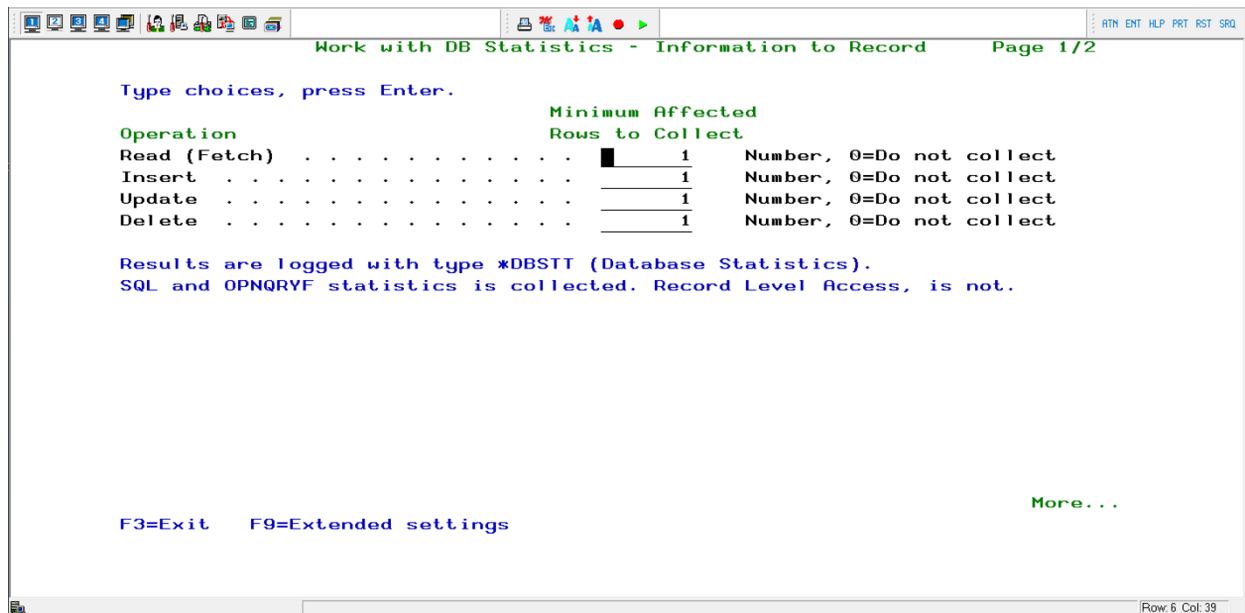 1 2 3 4
ATN ENT HLP PRT RST SRQ
Work with DB Statistics - Information to Record Page 1/2
Type choices, press Enter.
Minimum Affected
Operation Rows to Collect
Read (Fetch) . . . . . . . . . . . 1 Number, 0=Do not collect
Insert . . . . . . . . . . . . . . 1 Number, 0=Do not collect
Update . . . . . . . . . . . . . . 1 Number, 0=Do not collect
Delete . . . . . . . . . . . . . . 1 Number, 0=Do not collect
Results are logged with type *DBSTT (Database Statistics).
SQL and OPNQRYF statistics is collected. Record Level Access, is not.
More...
F3=Exit F9=Extended settings
Row: 6 Col: 39